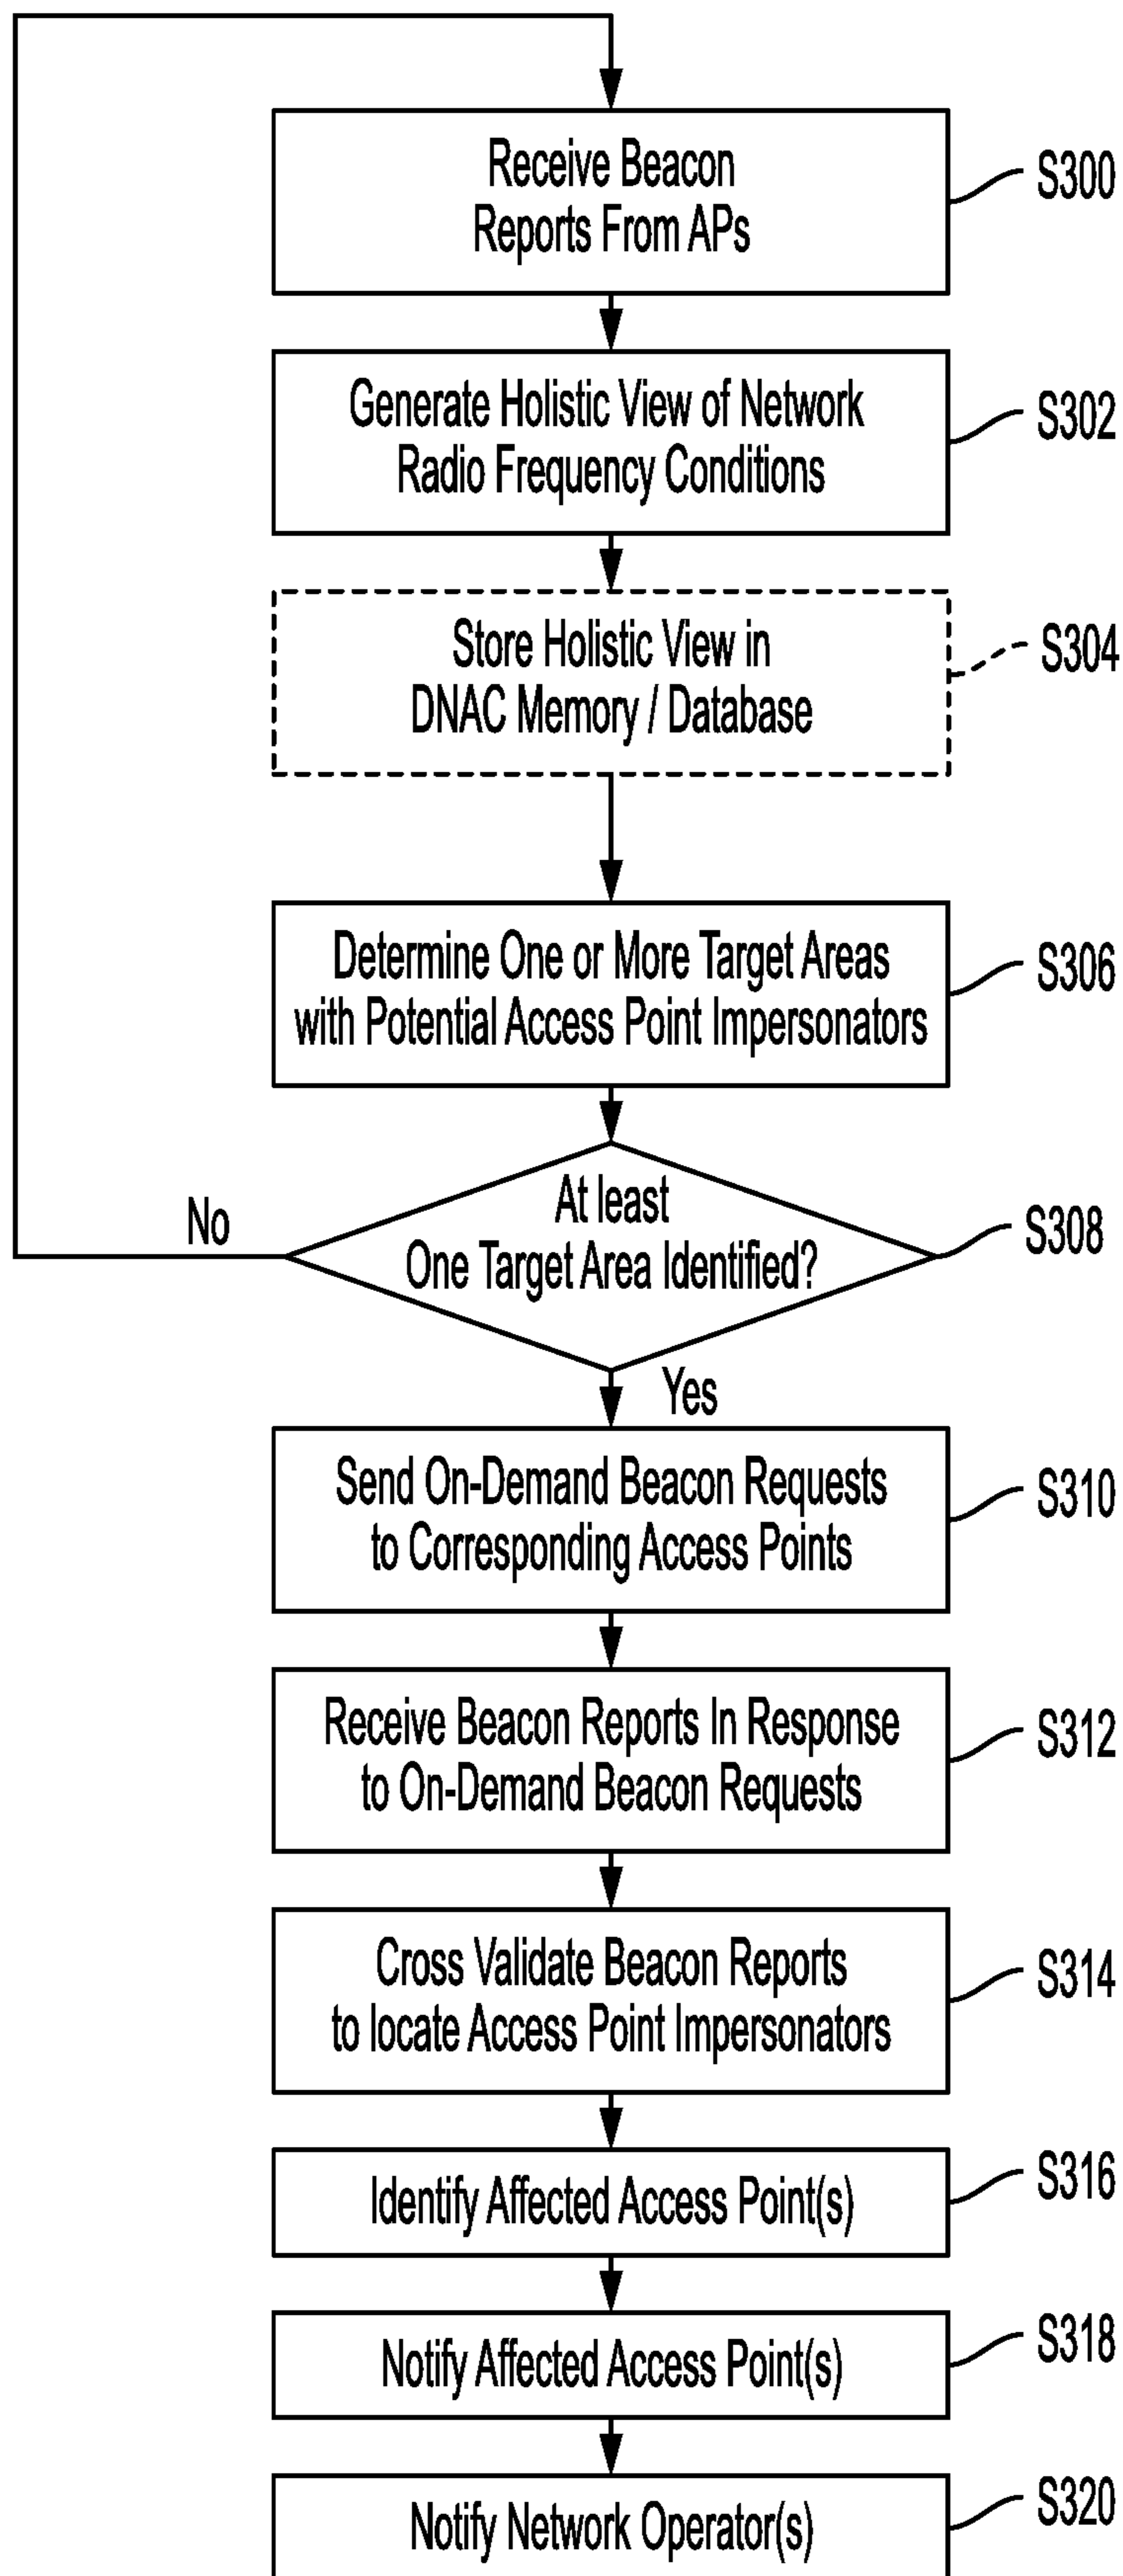 Receive Beacon
Reports From APs
S300
Generate Holistic View of Network
Radio Frequency Conditions
S302
Store Holistic View in
DNAC Memory / Database
S304
Determine One or More Target Areas
with Potential Access Point Impersonators
S306
At least
One Target Area Identified?
S308
No
Yes
Send On-Demand Beacon Requests
to Corresponding Access Points
S310
Receive Beacon Reports In Response
to On-Demand Beacon Requests
S312
Cross Validate Beacon Reports
to locate Access Point Impersonators
S314
Identify Affected Access Point(s)
S316
Notify Affected Access Point(s)
S318
Notify Network Operator(s)
S320